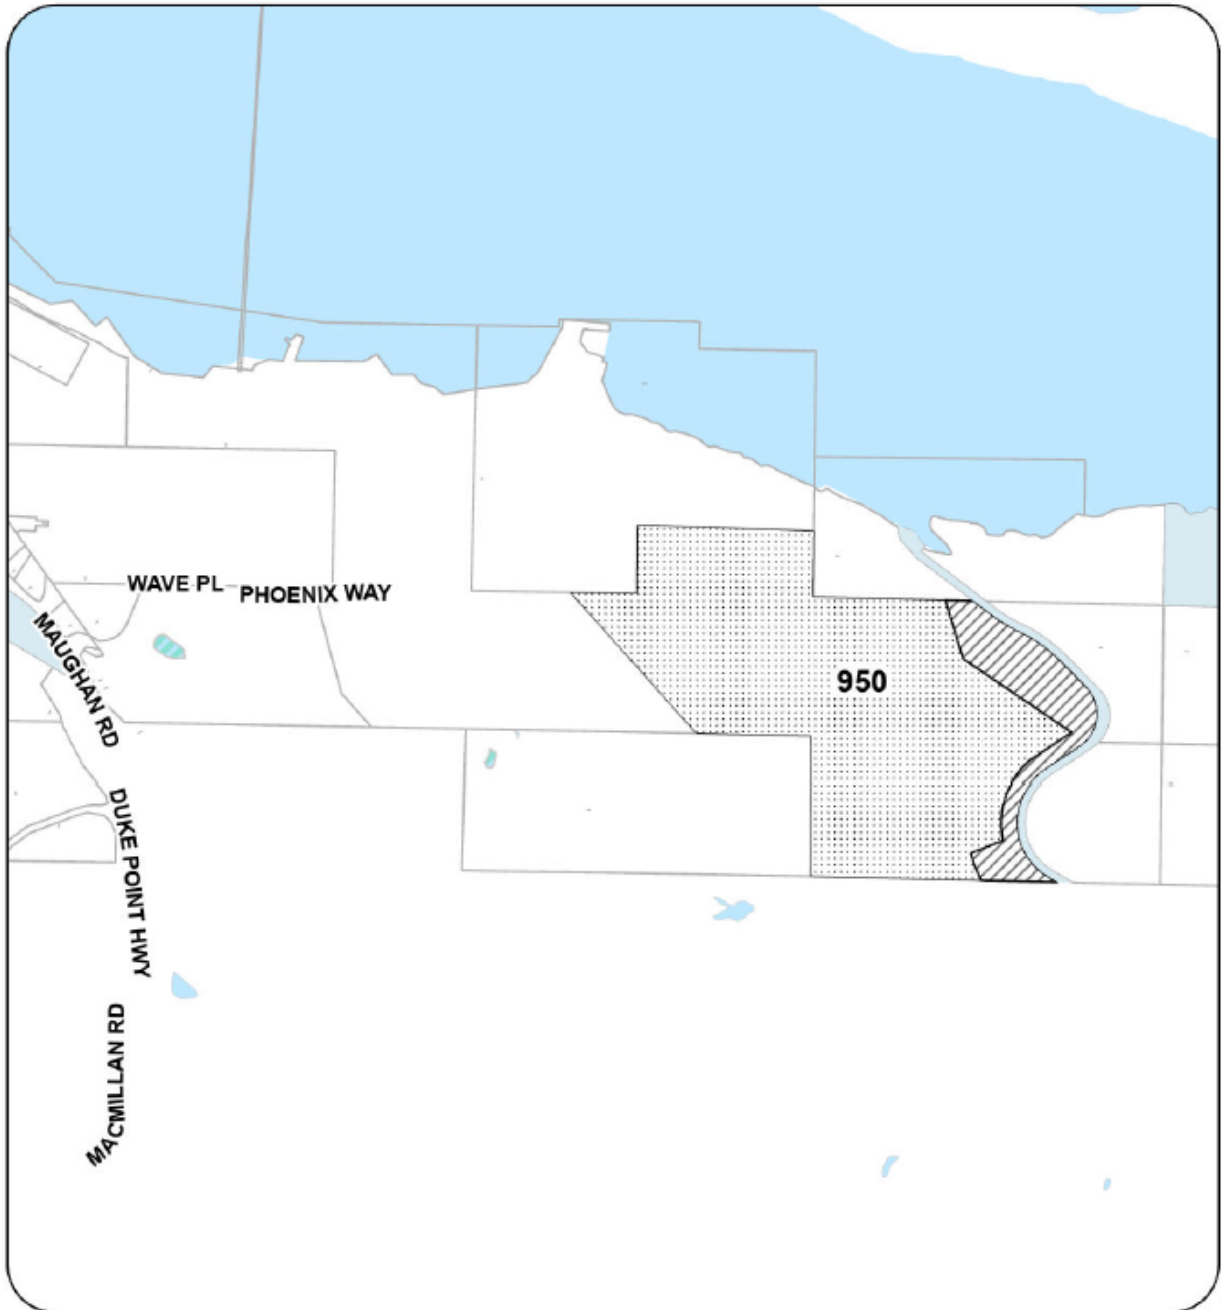 WAVE PL
PHOENIX WAY
MAUGHAN RD
950
DUKE POINT HWY
MACMILLAN RD